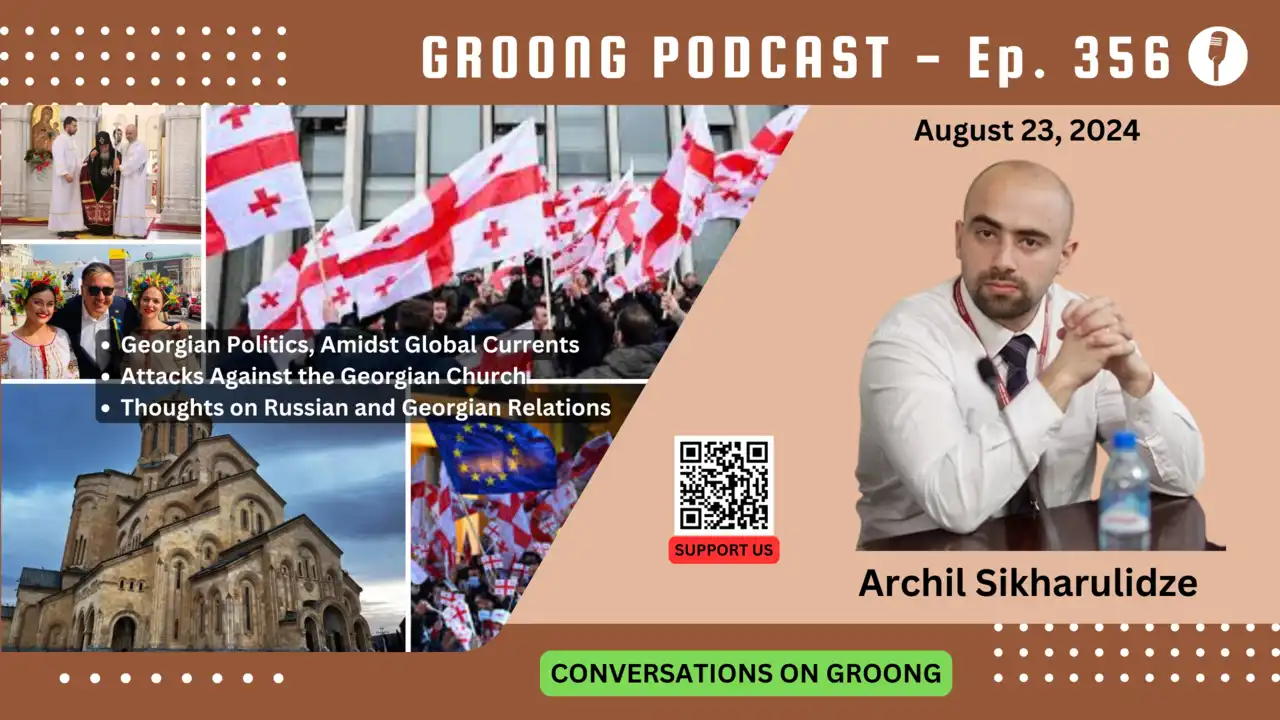 GROONG PODCAST - Ep. 356
August 23, 2024
• Georgian Politics, Amidst Global Currents
• Attacks Against the Georgian Church
• Thoughts on Russian and Georgian Relations
SUPPORT US
Archil Sikharulidze
CONVERSATIONS ON GROONG